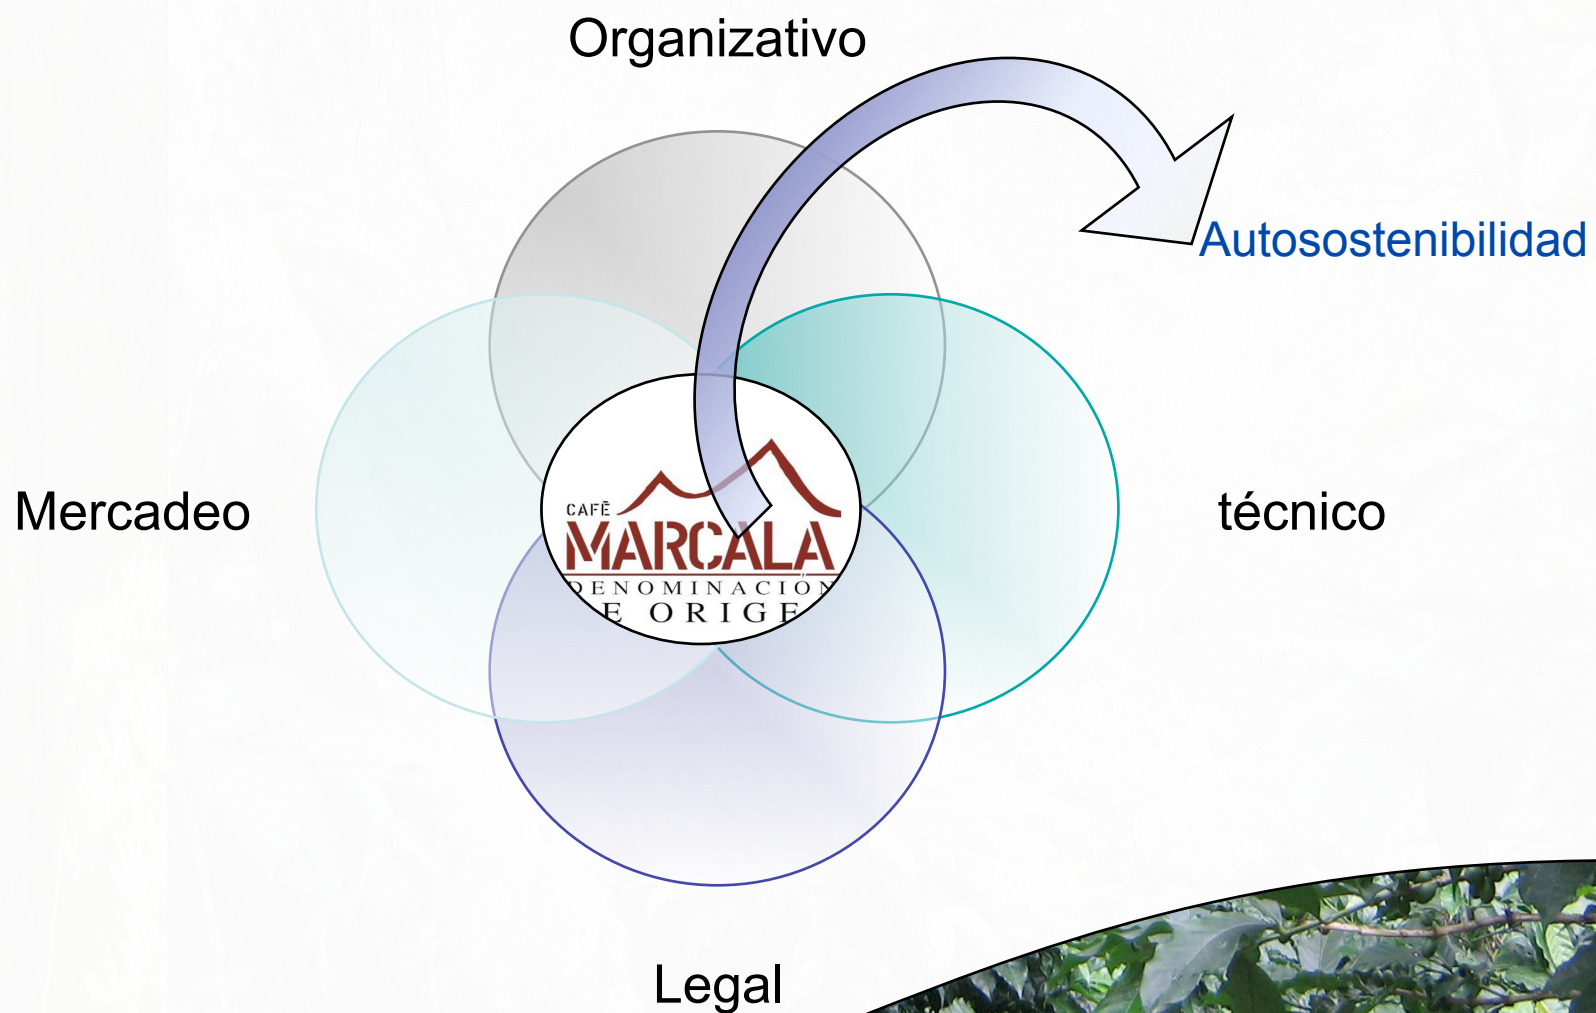 Organizativo
Autosostenibilidad
Mercadeo
técnico
CAFÉ
MARCALA
DENOMINACIÓN
E ORIGE
Legal